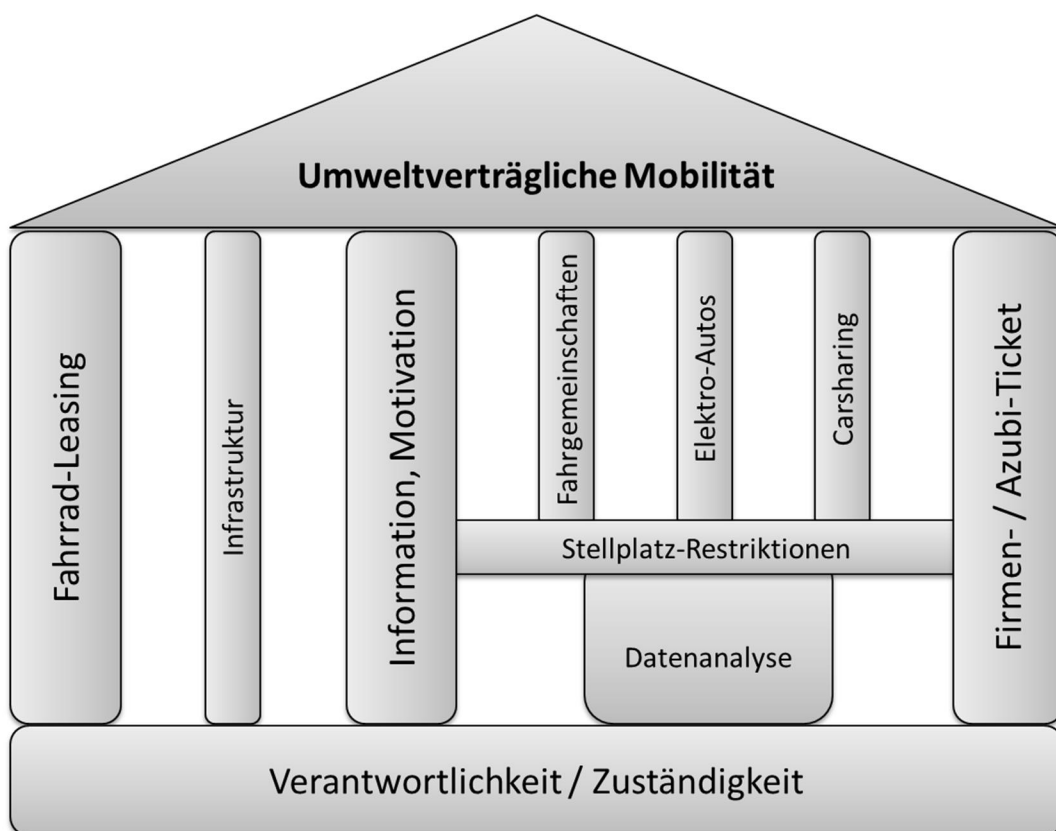 Umweltverträgliche Mobilität
Fahrrad-Leasing
Infrastruktur
Information, Motivation
Fahrgemeinschaften
Elektro-Autos
Carsharing
Firmen- / Azubi-Ticket
Stellplatz-Restriktionen
Datenanalyse
Verantwortlichkeit / Zuständigkeit